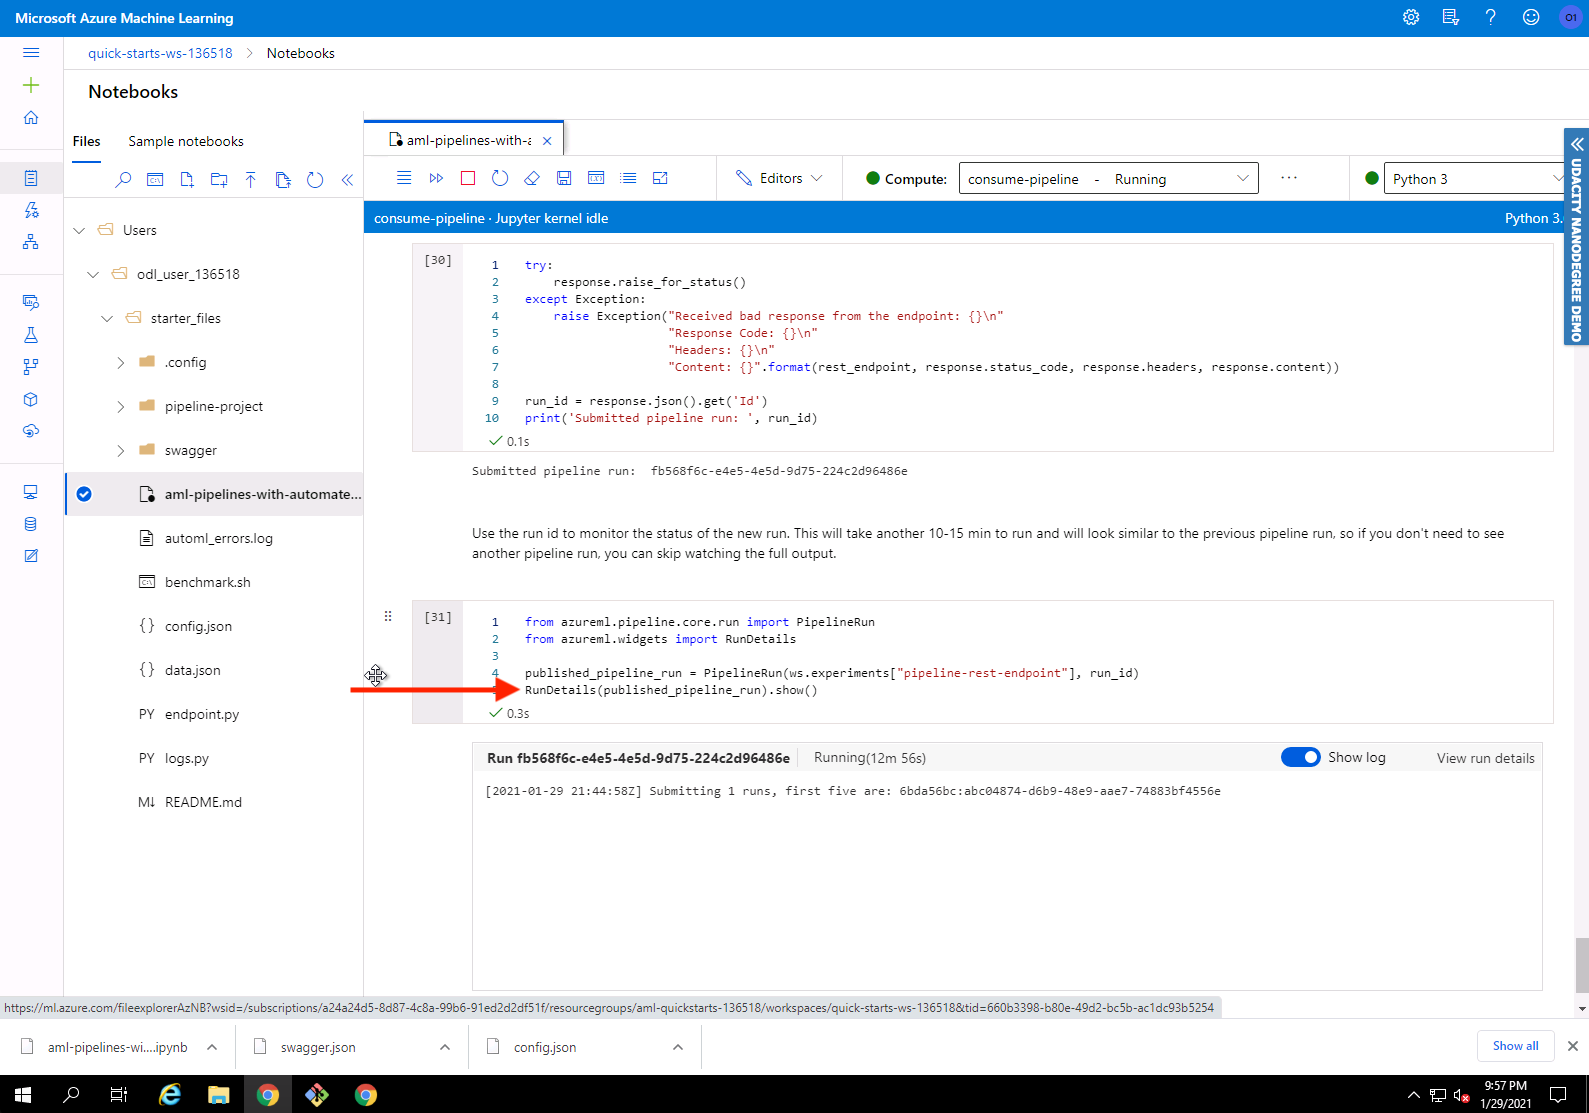 Microsoft Azure Machine Learning
O1
quick-starts-ws-136518 > Notebooks
Notebooks
Files
Sample notebooks
aml-pipelines-with-a
Editors
Compute:
consume-pipeline - Running
...
Python 3
consume-pipeline · Jupyter kernel idle
Python 3.
UDACITY NANODEGREE DEMO
Users
odl_user_136518
starter_files
.config
pipeline-project
swagger
aml-pipelines-with-automate...
automl_errors.log
benchmark.sh
{} config.json
{} data.json
PY endpoint.py
PY logs.py
M↓ README.md
[30]
1 try:
2 response.raise_for_status()
3 except Exception:
4 raise Exception("Received bad response from the endpoint: {}\n"
5 "Response Code: {}\n"
6 "Headers: {}\n"
7 "Content: {}".format(rest_endpoint, response.status_code, response.headers, response.content))
8
9 run_id = response.json().get('Id')
10 print('Submitted pipeline run: ', run_id)
0.1s
Submitted pipeline run:  fb568f6c-e4e5-4e5d-9d75-224c2d96486e
Use the run id to monitor the status of the new run. This will take another 10-15 min to run and will look similar to the previous pipeline run, so if you don't need to see
another pipeline run, you can skip watching the full output.
[31]
1 from azureml.pipeline.core.run import PipelineRun
2 from azureml.widgets import RunDetails
3
4 published_pipeline_run = PipelineRun(ws.experiments["pipeline-rest-endpoint"], run_id)
RunDetails(published_pipeline_run).show()
0.3s
Run fb568f6c-e4e5-4e5d-9d75-224c2d96486e
Running(12m 56s)
Show log
View run details
[2021-01-29 21:44:58Z] Submitting 1 runs, first five are: 6bda56bc:abc04874-d6b9-48e9-aae7-74883bf4556e
https://ml.azure.com/fileexplorerAzNB?wsid=/subscriptions/a24a24d5-8d87-4c8a-99b6-91ed2d2df51f/resourcegroups/aml-quickstarts-136518/workspaces/quick-starts-ws-136518&tid=660b3398-b80e-49d2-bc5b-ac1dc93b5254
aml-pipelines-wi....ipynb
swagger.json
config.json
Show all
9:57 PM
1/29/2021